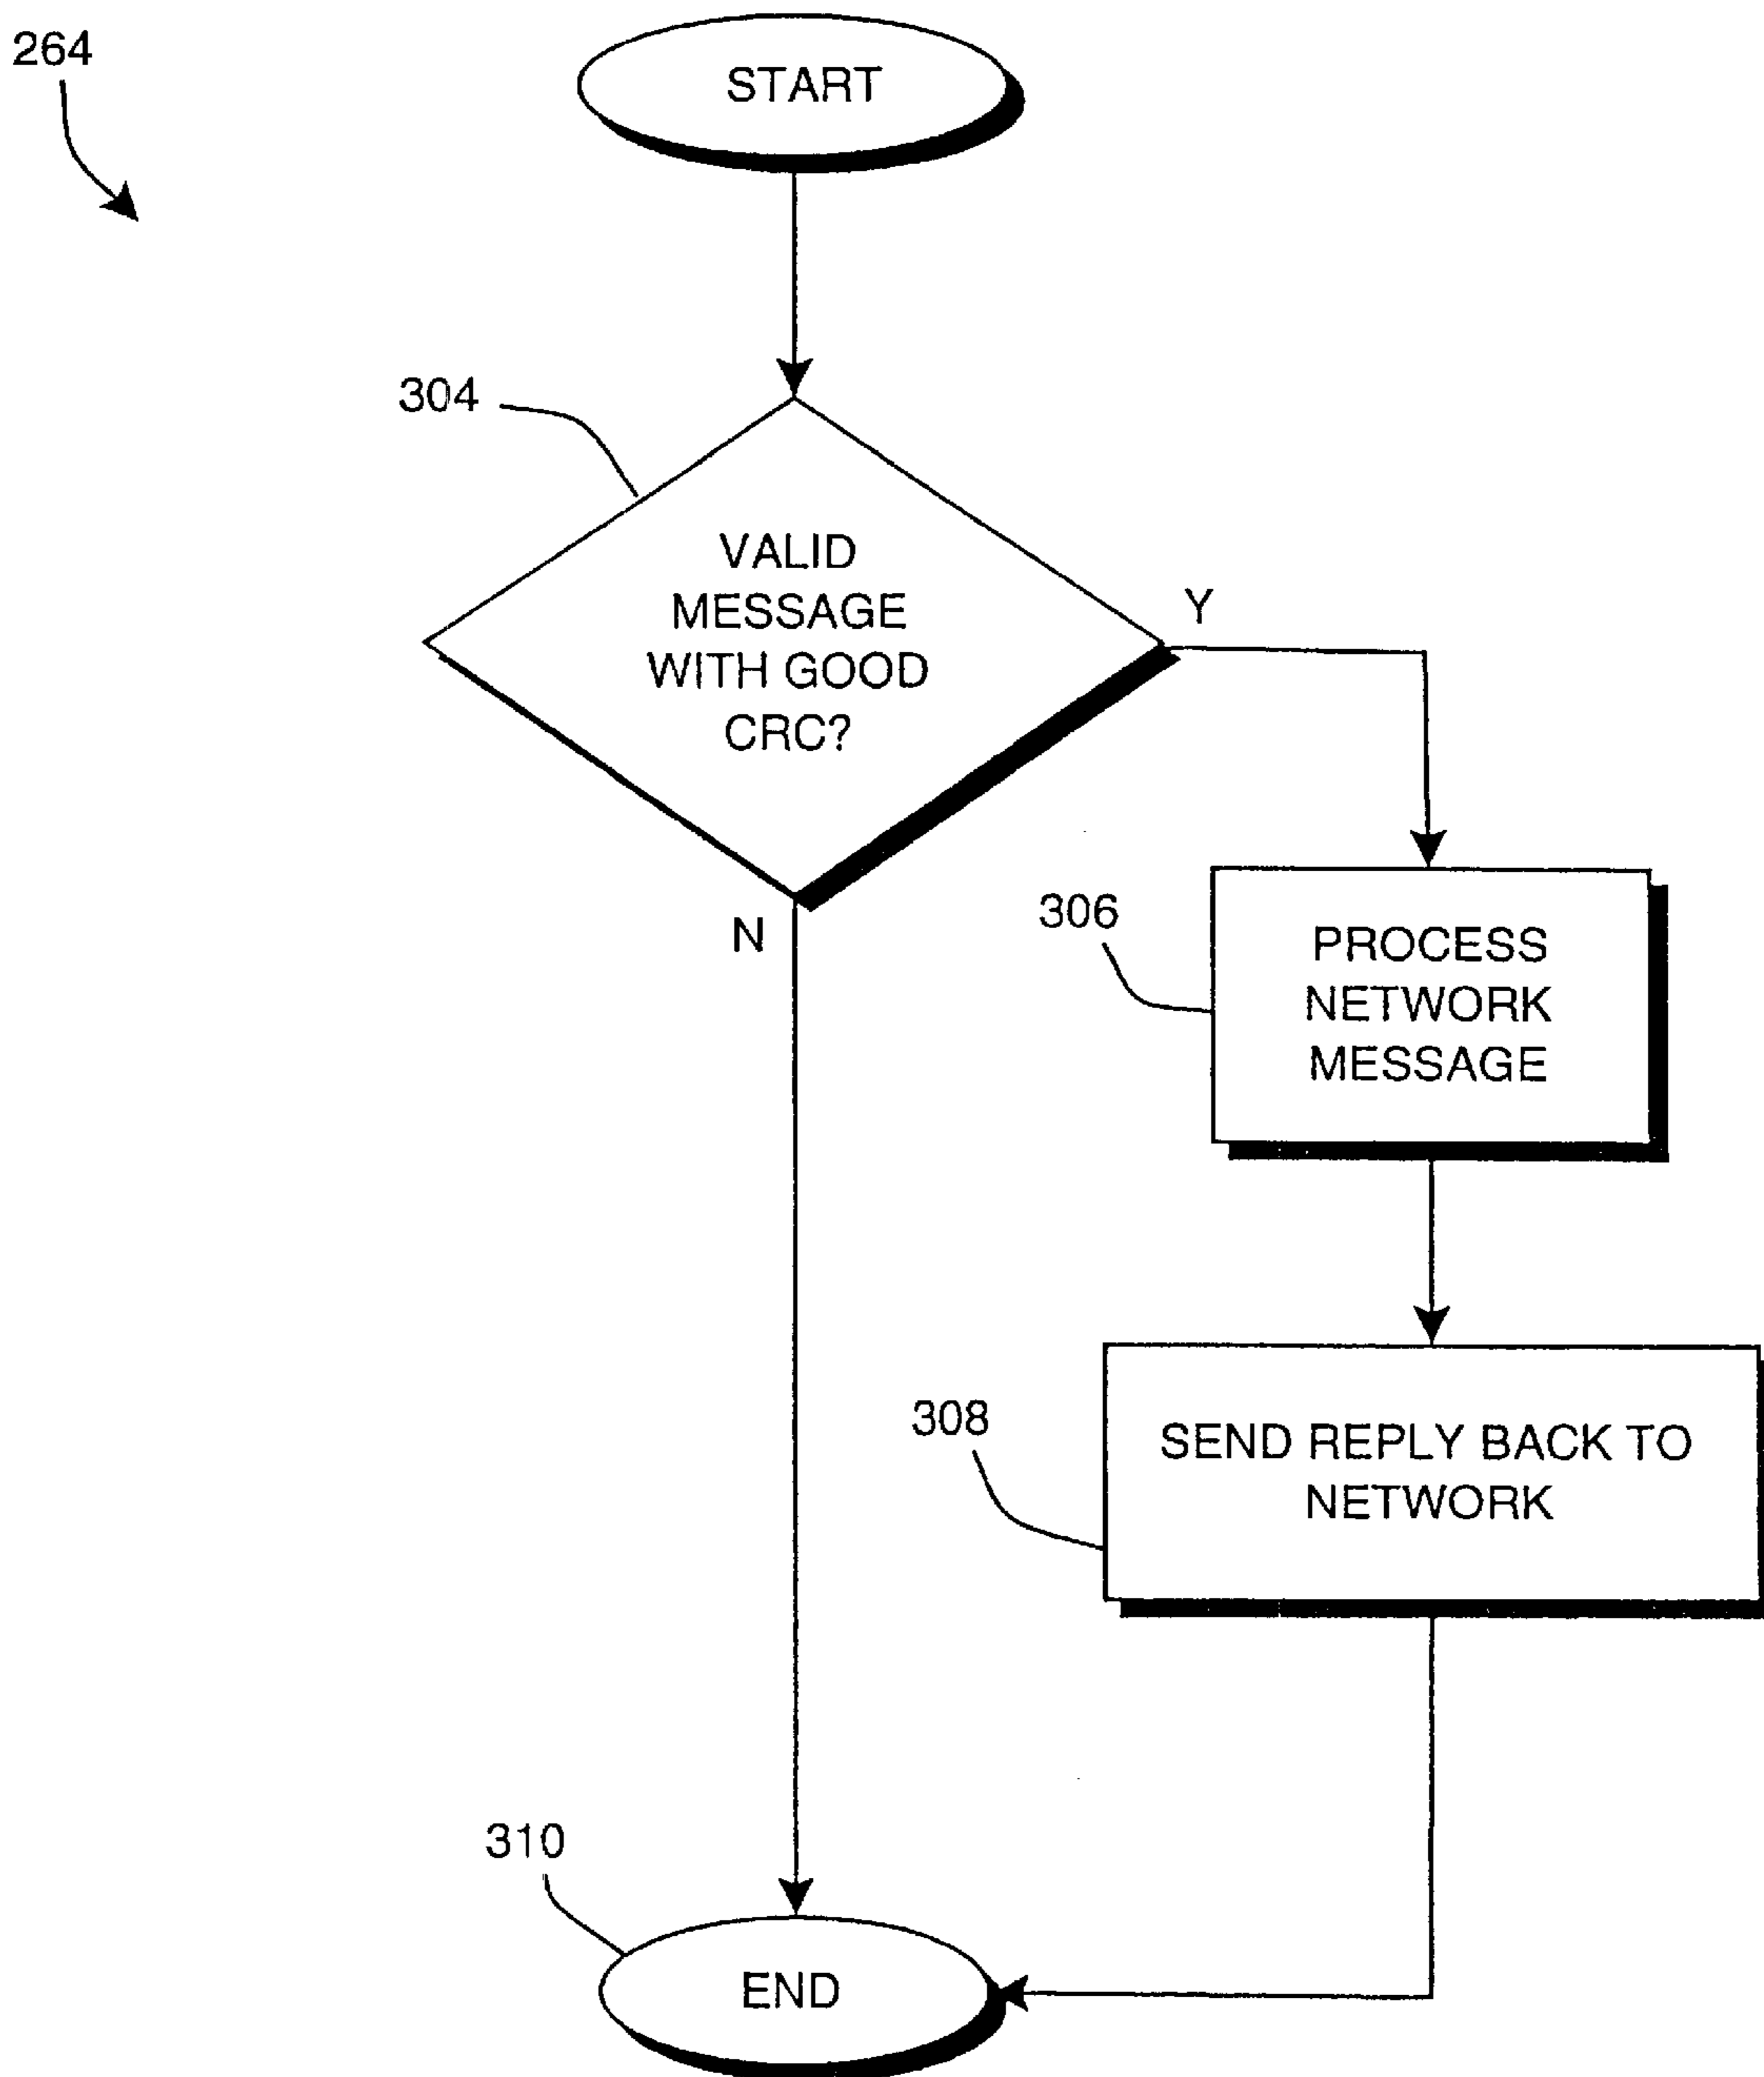 264
START
304
VALID
MESSAGE
WITH GOOD
CRC?
Y
N
306
PROCESS
NETWORK
MESSAGE
308
SEND REPLY BACK TO
NETWORK
310
END